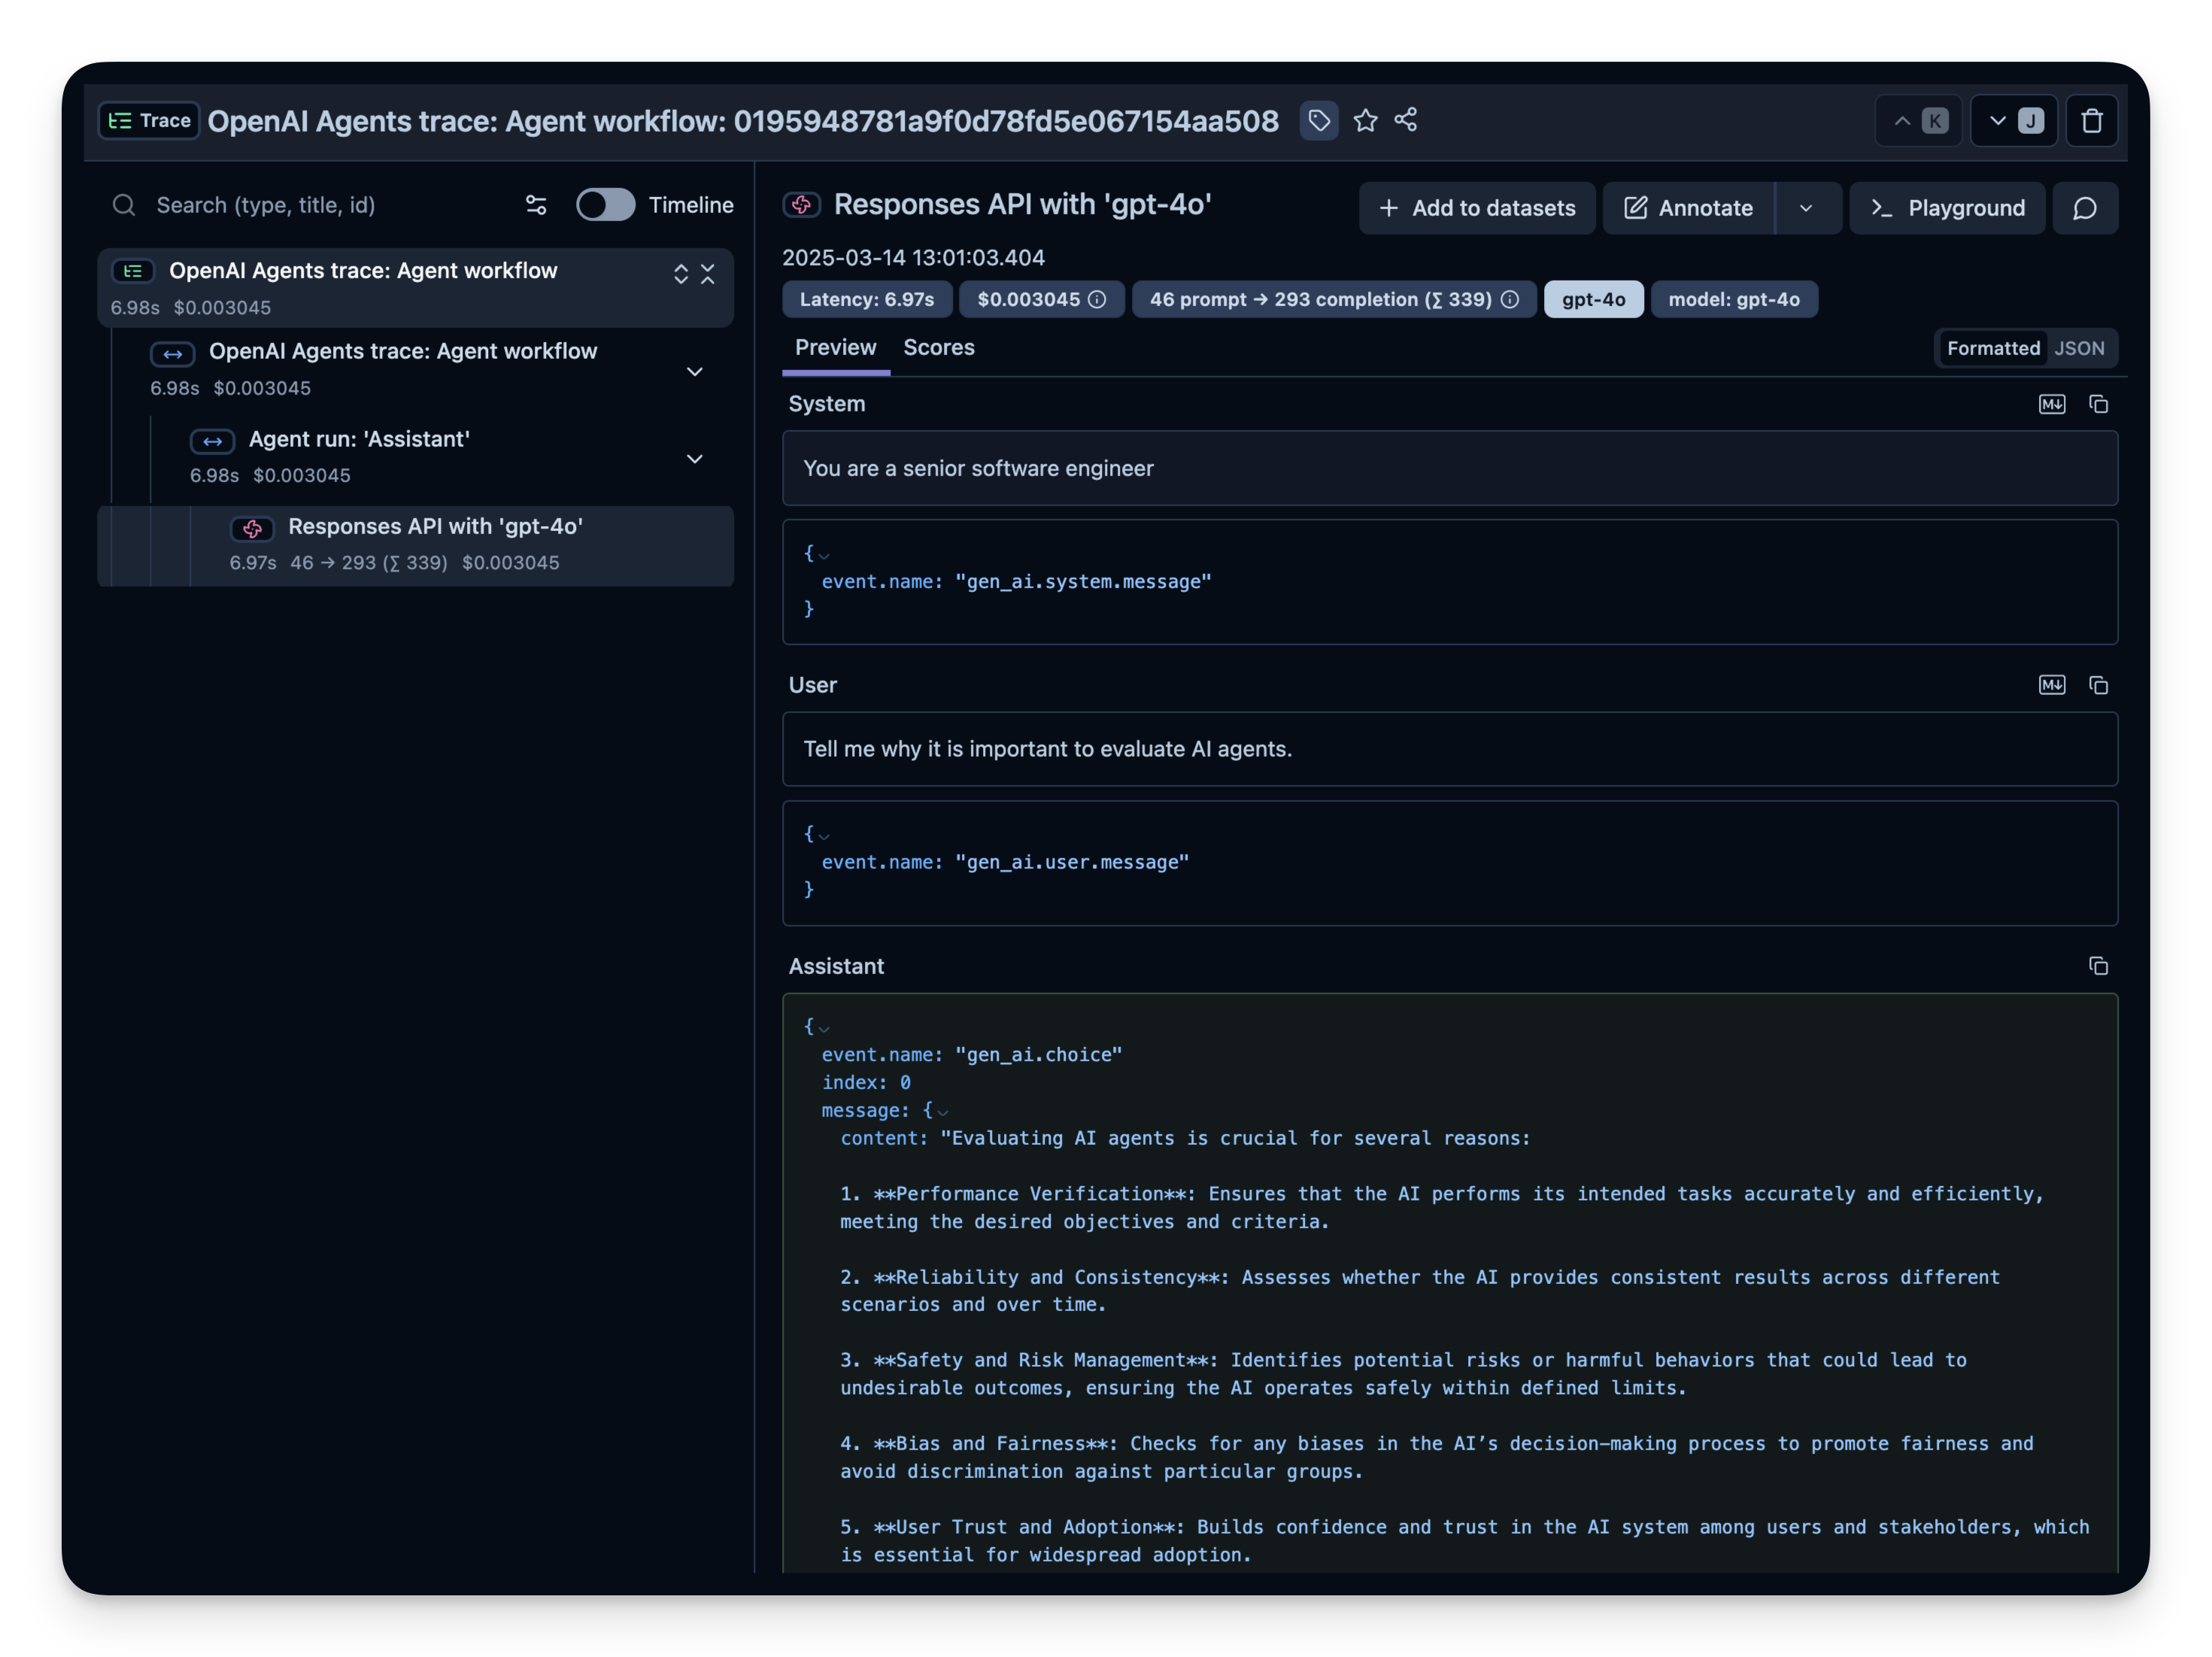 Trace OpenAI Agents trace: Agent workflow: 0195948781a9f0d78fd5e067154aa508 K J
Search (type, title, id) Timeline
OpenAI Agents trace: Agent workflow
6.98s $0.003045
OpenAI Agents trace: Agent workflow
6.98s $0.003045
Agent run: 'Assistant'
6.98s $0.003045
Responses API with 'gpt-4o'
6.97s 46 → 293 (∑ 339) $0.003045
Responses API with 'gpt-4o' + Add to datasets Annotate Playground
2025-03-14 13:01:03.404
Latency: 6.97s $0.003045 46 prompt → 293 completion (∑ 339) gpt-4o model: gpt-4o
Preview Scores Formatted JSON
System M↓
You are a senior software engineer
{
event.name: "gen_ai.system.message"
}
User M↓
Tell me why it is important to evaluate AI agents.
{
event.name: "gen_ai.user.message"
}
Assistant
{
event.name: "gen_ai.choice"
index: 0
message: {
content: "Evaluating AI agents is crucial for several reasons:
1. **Performance Verification**: Ensures that the AI performs its intended tasks accurately and efficiently,
meeting the desired objectives and criteria.
2. **Reliability and Consistency**: Assesses whether the AI provides consistent results across different
scenarios and over time.
3. **Safety and Risk Management**: Identifies potential risks or harmful behaviors that could lead to
undesirable outcomes, ensuring the AI operates safely within defined limits.
4. **Bias and Fairness**: Checks for any biases in the AI’s decision-making process to promote fairness and
avoid discrimination against particular groups.
5. **User Trust and Adoption**: Builds confidence and trust in the AI system among users and stakeholders, which
is essential for widespread adoption.